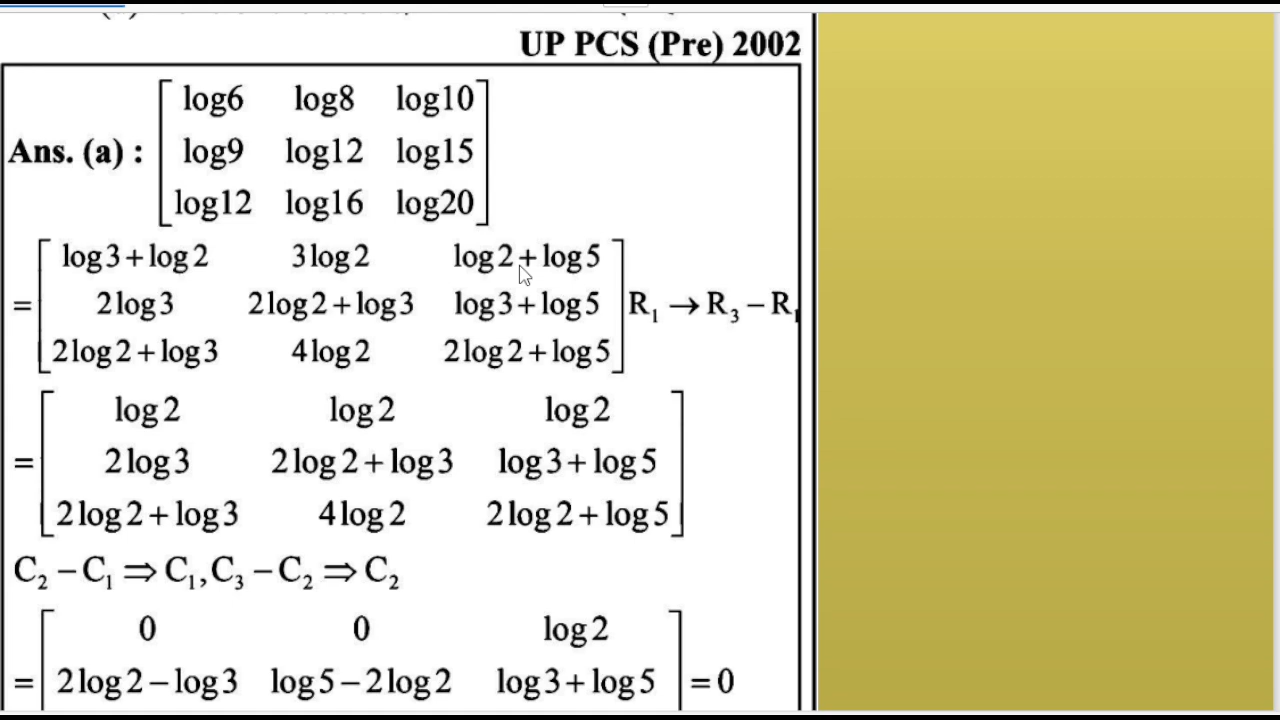 UP PCS (Pre) 2002
Ans. (a) : [ log6 log8 log10
log9 log12 log15
log12 log16 log20 ]
= [ log3 + log2 3log2 log2 + log5
2log3 2log2 + log3 log3 + log5
2log2 + log3 4log2 2log2 + log5 ] R₁ → R₃ − R₁
= [ log2 log2 log2
2log3 2log2 + log3 log3 + log5
2log2 + log3 4log2 2log2 + log5 ]
C₂ − C₁ ⇒ C₁, C₃ − C₂ ⇒ C₂
= [ 0 0 log2
2log2 − log3 log5 − 2log2 log3 + log5 ] = 0